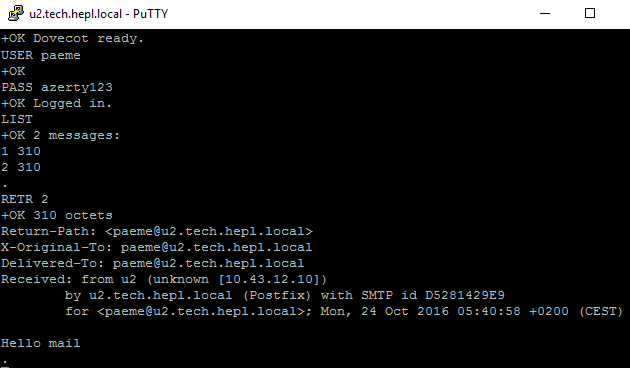 u2.tech.hepl.local - PuTTY
+OK Dovecot ready.
USER paeme
+OK
PASS azerty123
+OK Logged in.
LIST
+OK 2 messages:
1 310
2 310
.
RETR 2
+OK 310 octets
Return-Path: <paeme@u2.tech.hepl.local>
X-Original-To: paeme@u2.tech.hepl.local
Delivered-To: paeme@u2.tech.hepl.local
Received: from u2 (unknown [10.43.12.10])
        by u2.tech.hepl.local (Postfix) with SMTP id D5281429E9
        for <paeme@u2.tech.hepl.local>; Mon, 24 Oct 2016 05:40:58 +0200 (CEST)
Hello mail
.